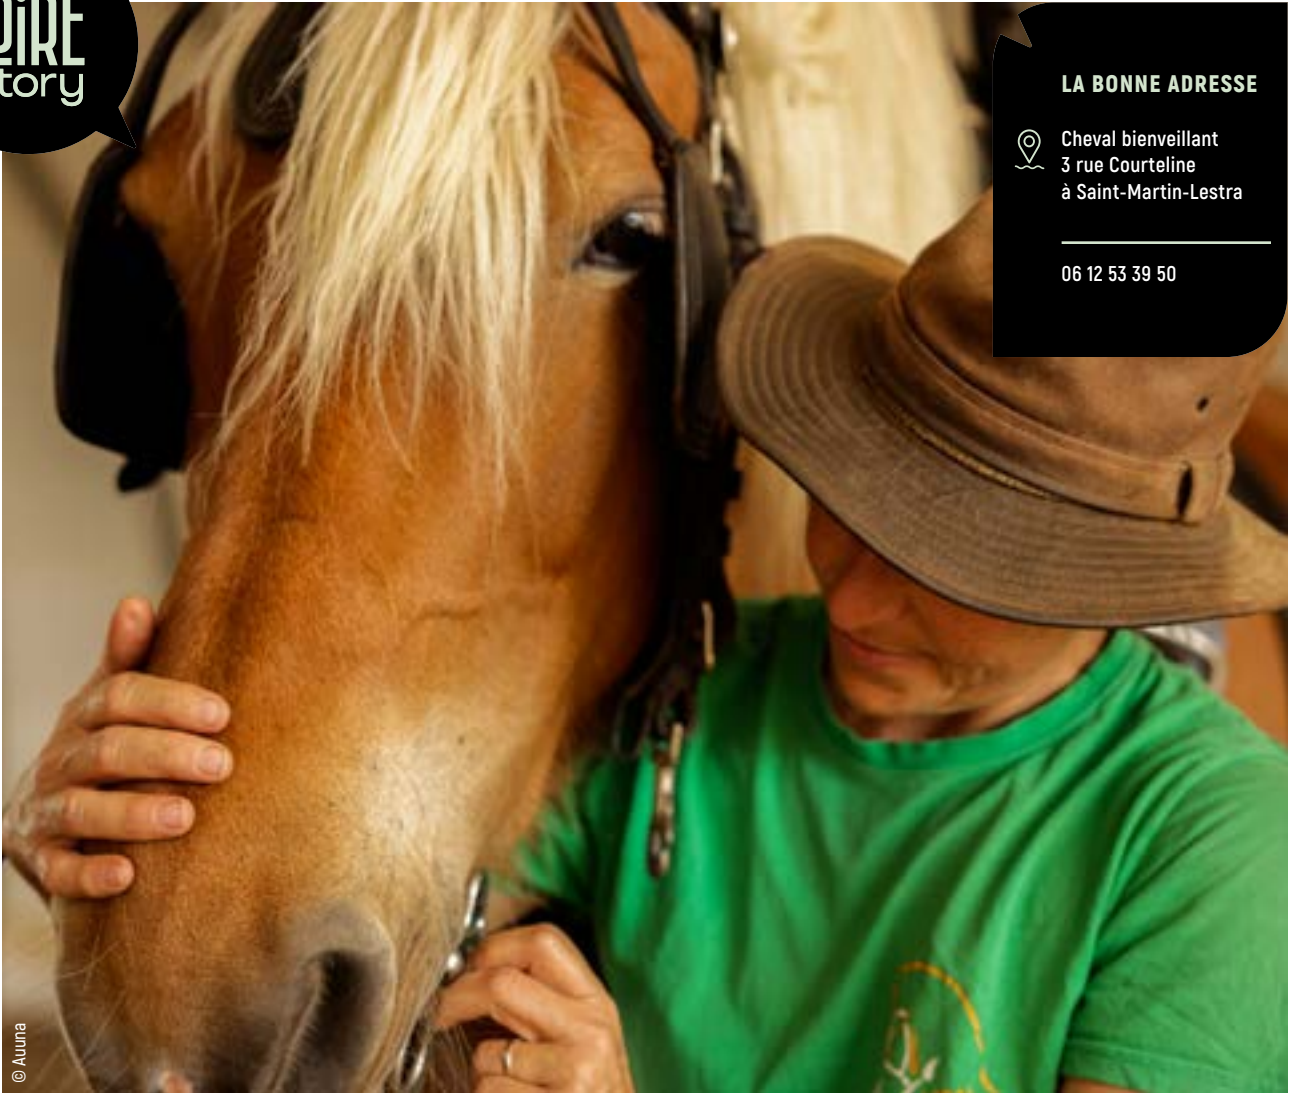 tory
LA BONNE ADRESSE
Cheval bienveillant
3 rue Courteline
à Saint-Martin-Lestra
06 12 53 39 50
© Auuna